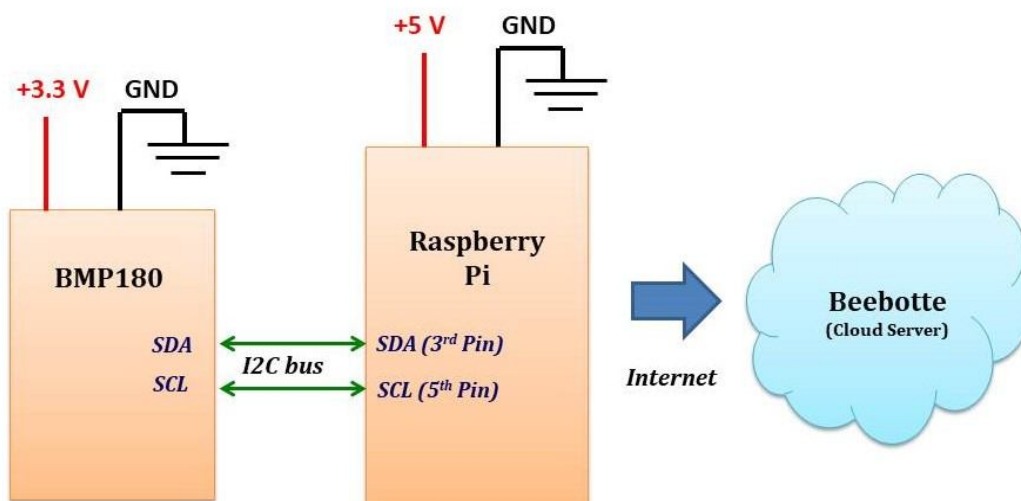 +5 V
GND
+3.3 V
GND
BMP180
Raspberry
Pi
SDA
SCL
I2C bus
SDA (3rd Pin)
SCL (5th Pin)
Internet
Beebotte
(Cloud Server)